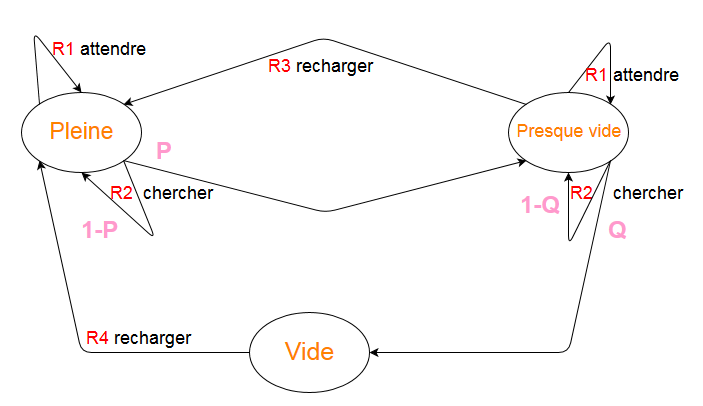 R1 attendre
R3 recharger
R1 attendre
Pleine
Presque vide
P
R2 chercher
1-P
R2 chercher
1-Q
Q
R4 recharger
Vide